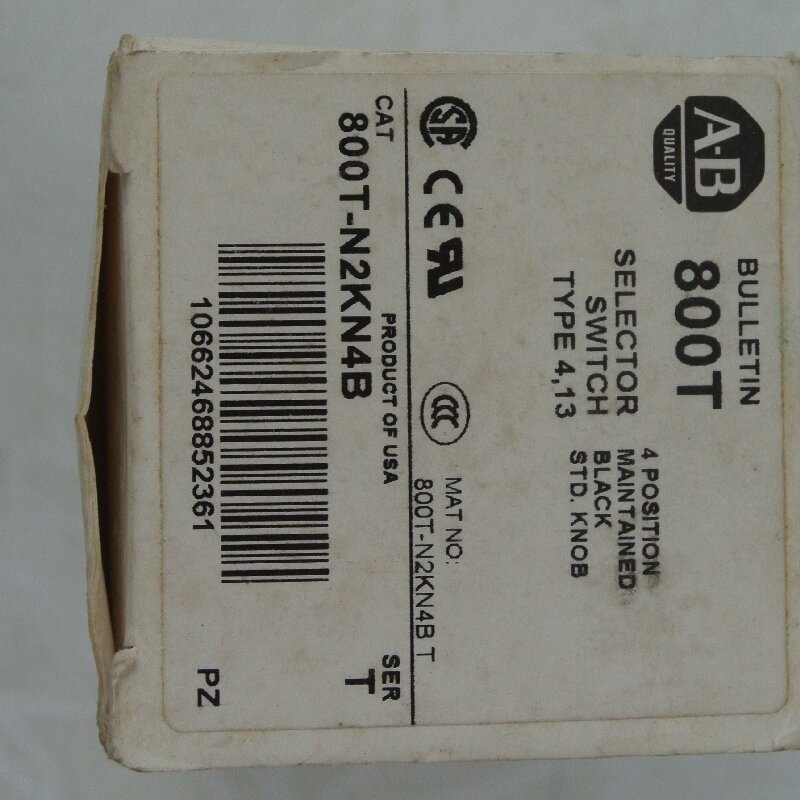 A-B
QUALITY
BULLETIN
800T
SELECTOR
SWITCH
TYPE 4,13
4 POSITION
MAINTAINED
BLACK
STD. KNOB
MAT NO:
800T-N2KN4B T
CAT
PRODUCT OF USA
SER
800T-N2KN4B
T
10662468852361
PZ